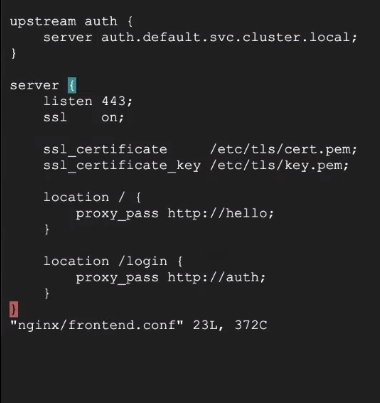 upstream auth {
    server auth.default.svc.cluster.local;
}

server {
    listen 443;
    ssl    on;

    ssl_certificate     /etc/tls/cert.pem;
    ssl_certificate_key /etc/tls/key.pem;

    location / {
        proxy_pass http://hello;
    }

    location /login {
        proxy_pass http://auth;
    }
}
"nginx/frontend.conf" 23L, 372C